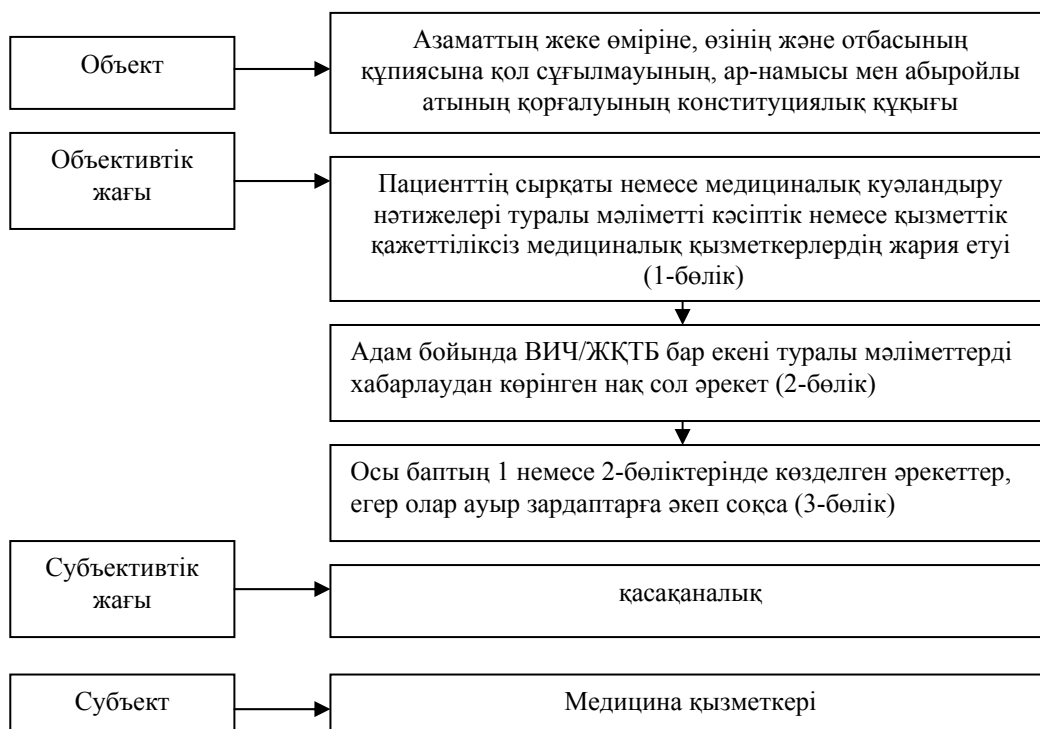 Объект
Азаматтың жеке өміріне, өзінің және отбасының
құпиясына қол сұғылмауының, ар-намысы мен абыройлы
атының қорғалуының конституциялық құқығы
Объективтік
жағы
Пациенттің сырқаты немесе медициналық куәландыру
нәтижелері туралы мәліметті кәсіптік немесе қызметтік
қажеттіліксіз медициналық қызметкерлердің жария етуі
(1-бөлік)
Адам бойында ВИЧ/ЖҚТБ бар екені туралы мәліметтерді
хабарлаудан көрінген нақ сол әрекет (2-бөлік)
Осы баптың 1 немесе 2-бөліктерінде көзделген әрекеттер,
егер олар ауыр зардаптарға әкеп соқса (3-бөлік)
Субъективтік
жағы
қасақаналық
Субъект
Медицина қызметкері